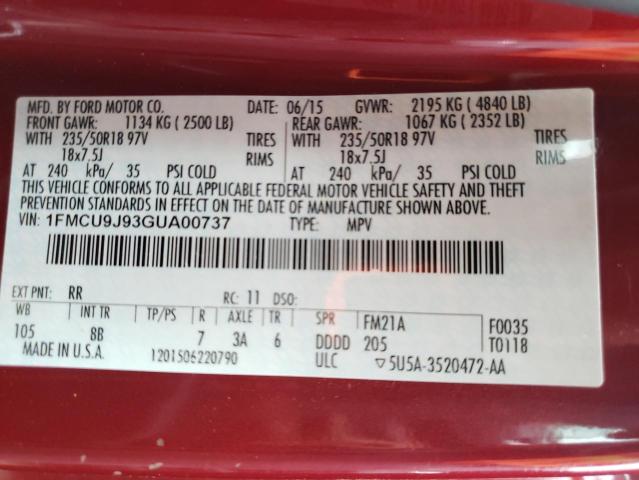 MFD. BY FORD MOTOR CO. DATE: 06/15 GVWR: 2195 KG ( 4840 LB)
FRONT GAWR: 1134 KG ( 2500 LB) REAR GAWR: 1067 KG ( 2352 LB)
WITH 235/50R18 97V TIRES WITH 235/50R18 97V TIRES
18x7.5J RIMS 18x7.5J RIMS
AT 240 kPa/ 35 PSI COLD AT 240 kPa/ 35 PSI COLD
THIS VEHICLE CONFORMS TO ALL APPLICABLE FEDERAL MOTOR VEHICLE SAFETY AND THEFT
PREVENTION STANDARDS IN EFFECT ON THE DATE OF MANUFACTURE SHOWN ABOVE.
VIN: 1FMCU9J93GUA00737 TYPE: MPV
EXT PNT: RR RC: 11 DSO:
WB INT TR TP/PS R AXLE TR SPR FM21A F0035
105 8B 7 3A 6 DDDD 205 T0118
MADE IN U.S.A. 1201506220790 ULC ▽5U5A-3520472-AA